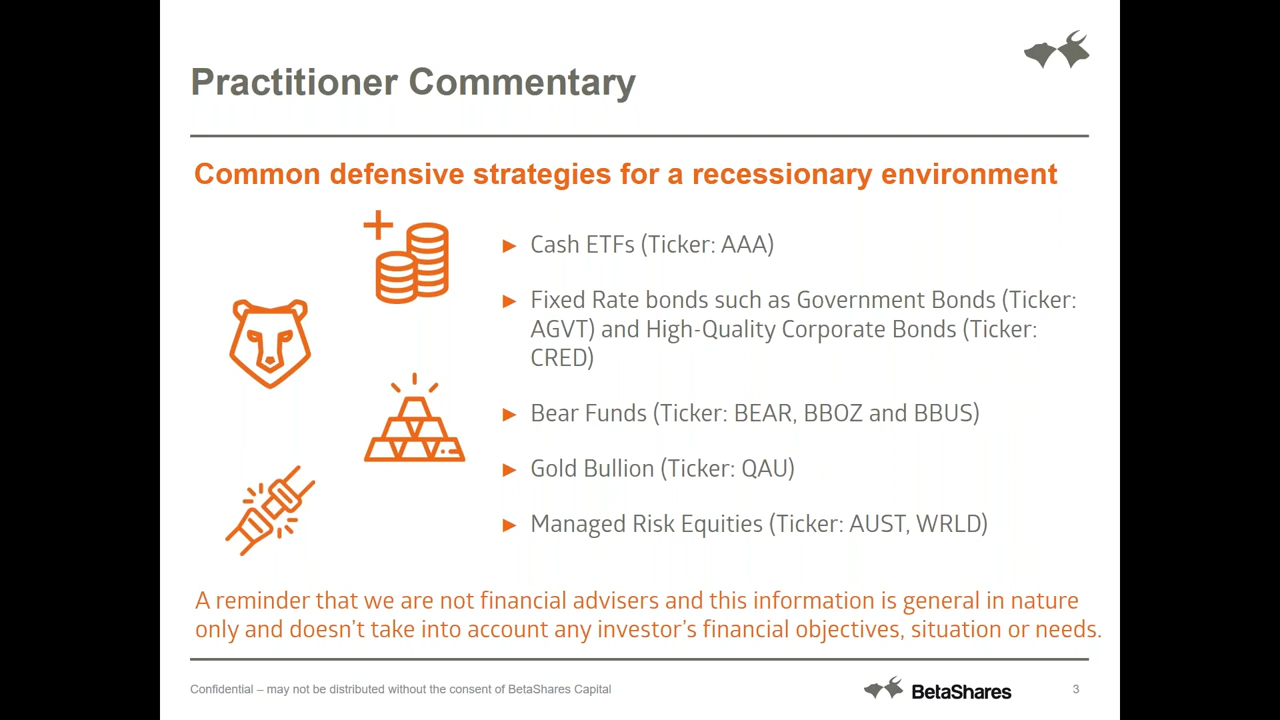 Practitioner Commentary
Common defensive strategies for a recessionary environment
► Cash ETFs (Ticker: AAA)
► Fixed Rate bonds such as Government Bonds (Ticker:
AGVT) and High-Quality Corporate Bonds (Ticker:
CRED)
► Bear Funds (Ticker: BEAR, BBOZ and BBUS)
► Gold Bullion (Ticker: QAU)
► Managed Risk Equities (Ticker: AUST, WRLD)
A reminder that we are not financial advisers and this information is general in nature
only and doesn't take into account any investor's financial objectives, situation or needs.
Confidential – may not be distributed without the consent of BetaShares Capital
BetaShares
3